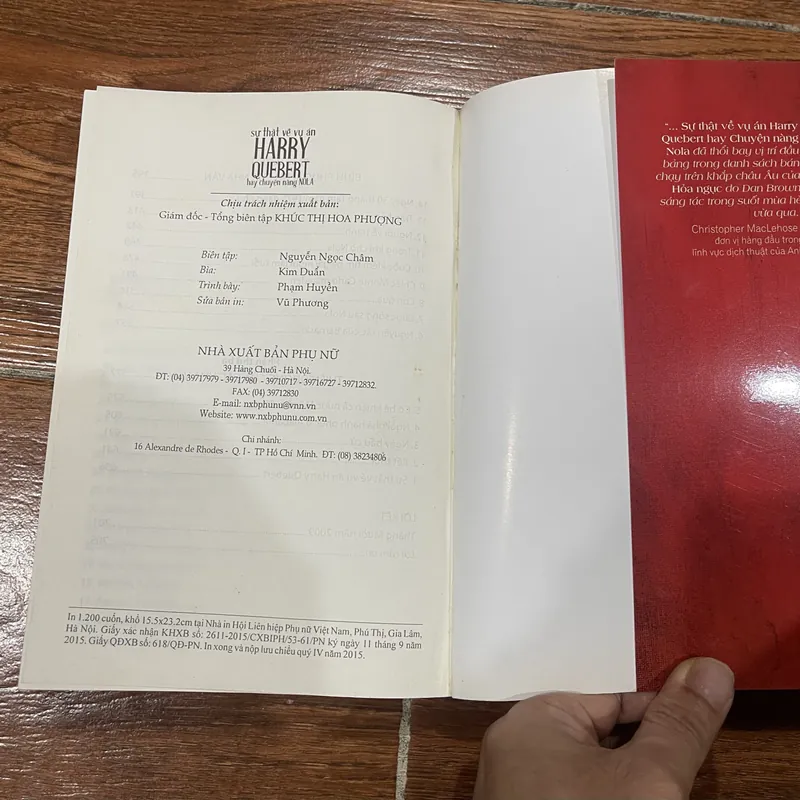 sự thật về vụ án
HARRY
QUEBERT
hay chuyện nàng NOLA
Chịu trách nhiệm xuất bản:
Giám đốc - Tổng biên tập KHÚC THỊ HOA PHƯỢNG
Biên tập: Nguyễn Ngọc Châm
Bìa: Kim Duẩn
Trình bày: Phạm Huyền
Sửa bản in: Vũ Phương
NHÀ XUẤT BẢN PHỤ NỮ
39 Hàng Chuối - Hà Nội.
ĐT: (04) 39717979 - 39717980 - 39710717 - 39716727 - 39712832.
FAX: (04) 39712830
E-mail: nxbphunu@vnn.vn
Website: www.nxbphunu.com.vn
Chi nhánh:
16 Alexandre de Rhodes - Q. I - TP Hồ Chí Minh. ĐT: (08) 38234806
In 1.200 cuốn, khổ 15.5x23.2cm tại Nhà in Hội Liên hiệp Phụ nữ Việt Nam, Phú Thị, Gia Lâm,
Hà Nội. Giấy xác nhận KHXB số: 2611-2015/CXBIPH/53-61/PN ký ngày 11 tháng 9 năm
2015. Giấy QĐXB số: 618/QĐ-PN. In xong và nộp lưu chiểu quý IV năm 2015.
"... Sự thật về vụ án Harry
Quebert hay Chuyện nàng
Nola đã thổi bay vị trí đầu
bảng trong danh sách bán
chạy trên khắp châu Âu của
Hỏa ngục do Dan Brown
sáng tác trong suốt mùa hè
vừa qua.
Christopher MacLehose
đơn vị hàng đầu trong
lĩnh vực dịch thuật của An